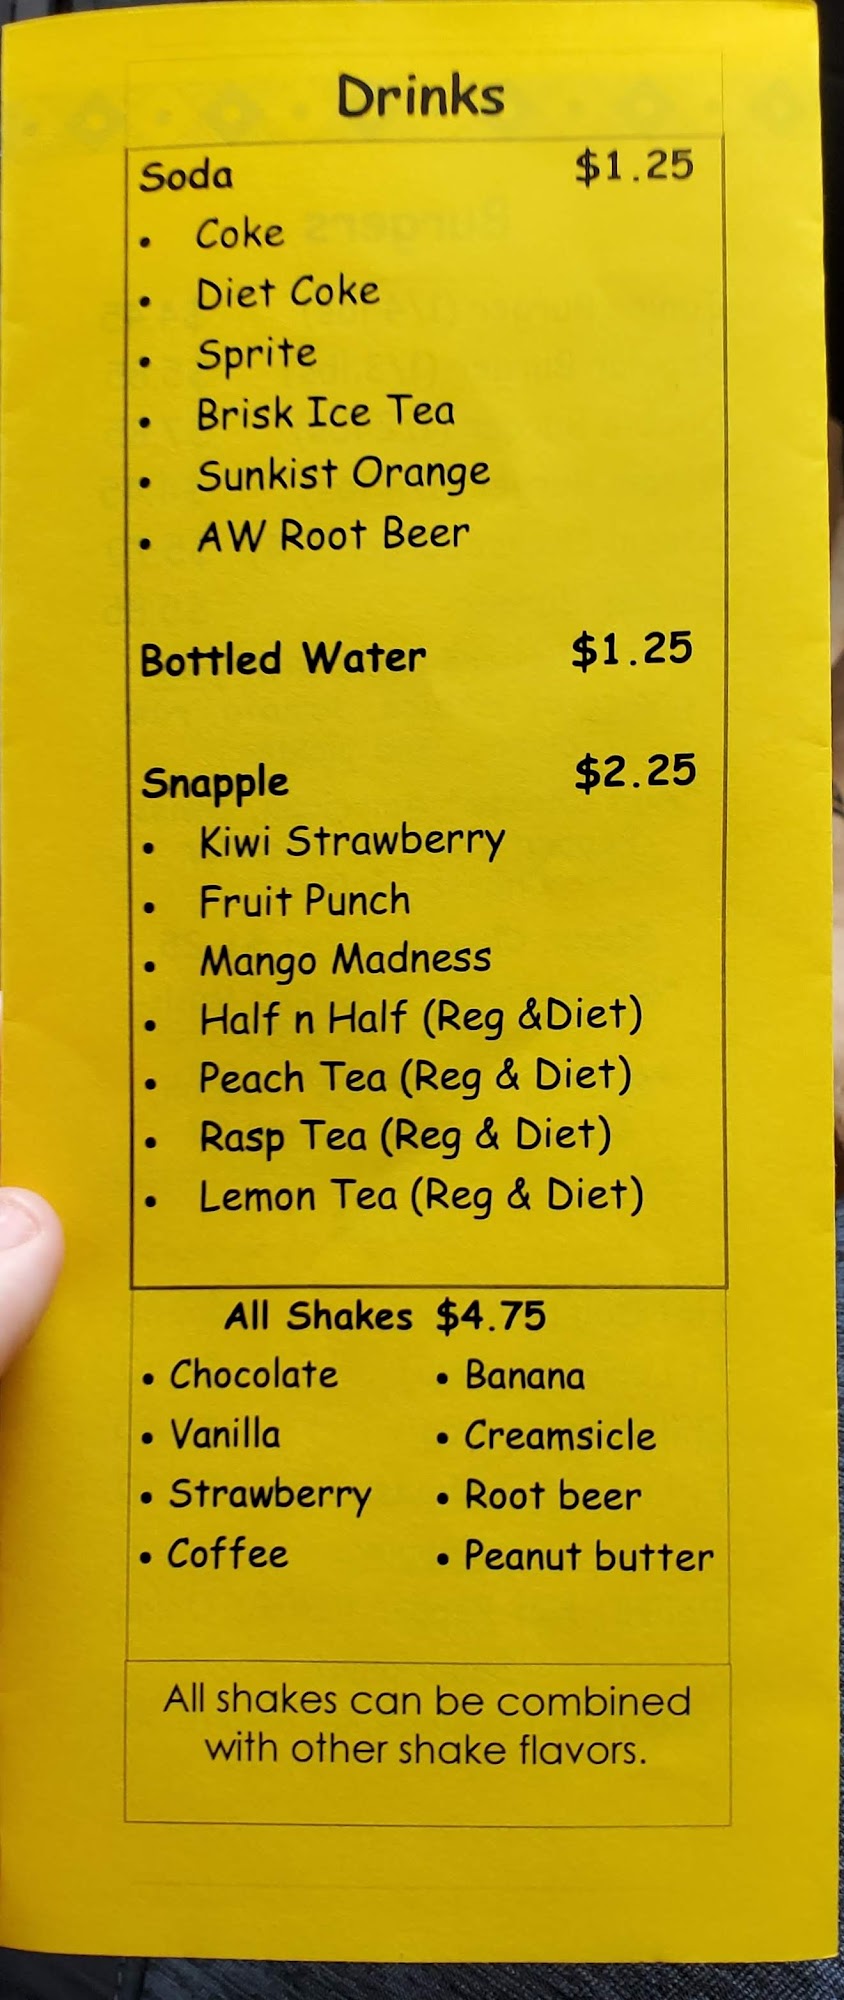 Drinks
Soda $1.25
• Coke
• Diet Coke
• Sprite
• Brisk Ice Tea
• Sunkist Orange
• AW Root Beer
Bottled Water $1.25
Snapple $2.25
• Kiwi Strawberry
• Fruit Punch
• Mango Madness
• Half n Half (Reg &Diet)
• Peach Tea (Reg & Diet)
• Rasp Tea (Reg & Diet)
• Lemon Tea (Reg & Diet)
All Shakes $4.75
• Chocolate • Banana
• Vanilla • Creamsicle
• Strawberry • Root beer
• Coffee • Peanut butter
All shakes can be combined
with other shake flavors.